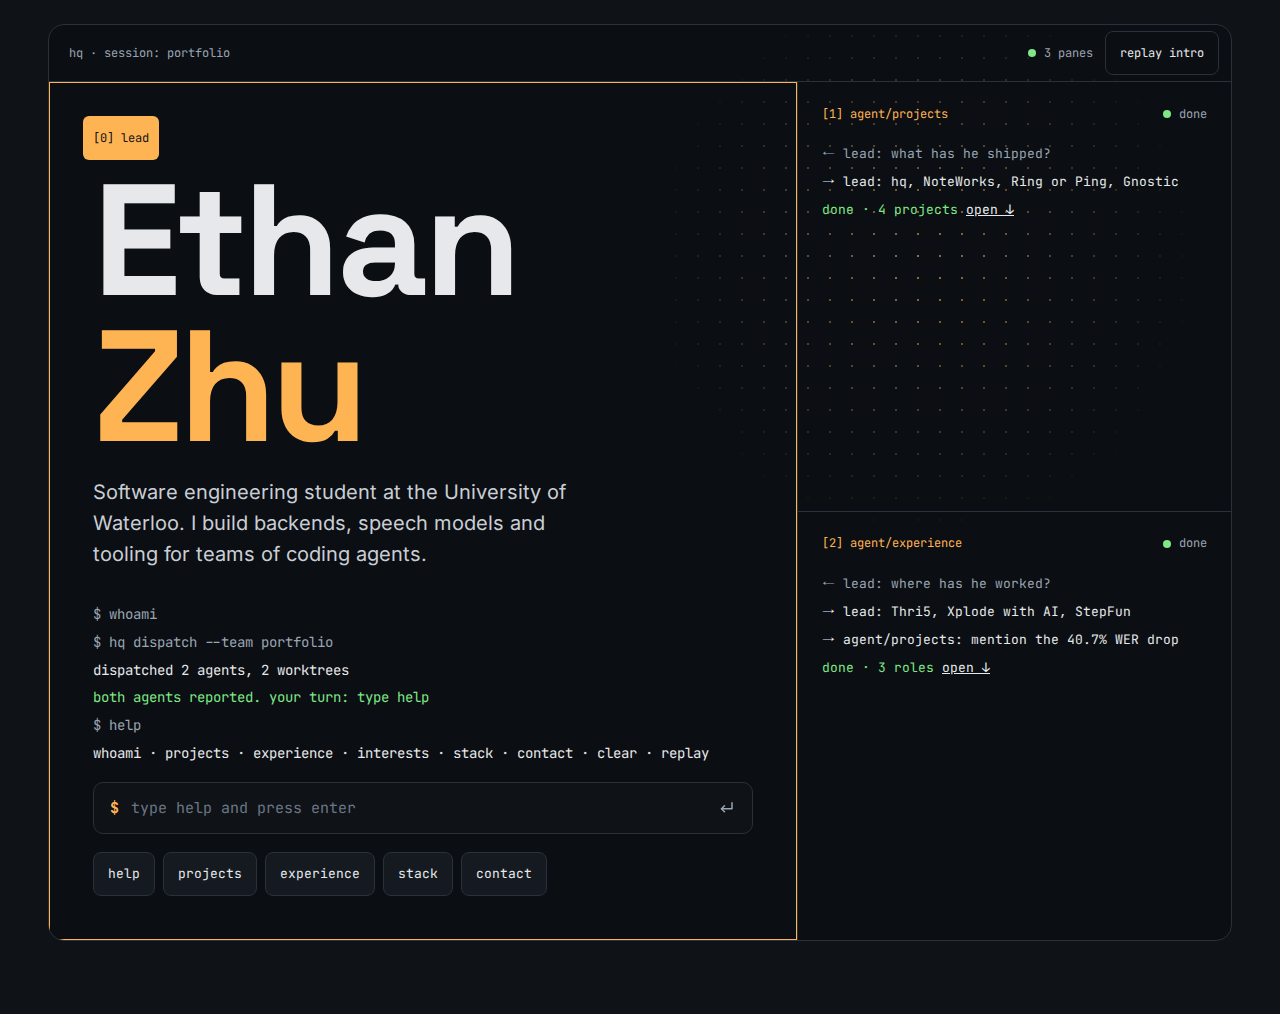 hq · session: portfolio
3 panes
replay intro
[0] lead
Ethan
Zhu
Software engineering student at the University of
Waterloo. I build backends, speech models and
tooling for teams of coding agents.
$ whoami
$ hq dispatch --team portfolio
dispatched 2 agents, 2 worktrees
both agents reported. your turn: type help
$ help
whoami · projects · experience · interests · stack · contact · clear · replay
$ type help and press enter ↵
help
projects
experience
stack
contact
[1] agent/projects
done
← lead: what has he shipped?
→ lead: hq, NoteWorks, Ring or Ping, Gnostic
done · 4 projects open ↓
[2] agent/experience
done
← lead: where has he worked?
→ lead: Thri5, Xplode with AI, StepFun
→ agent/projects: mention the 40.7% WER drop
done · 3 roles open ↓